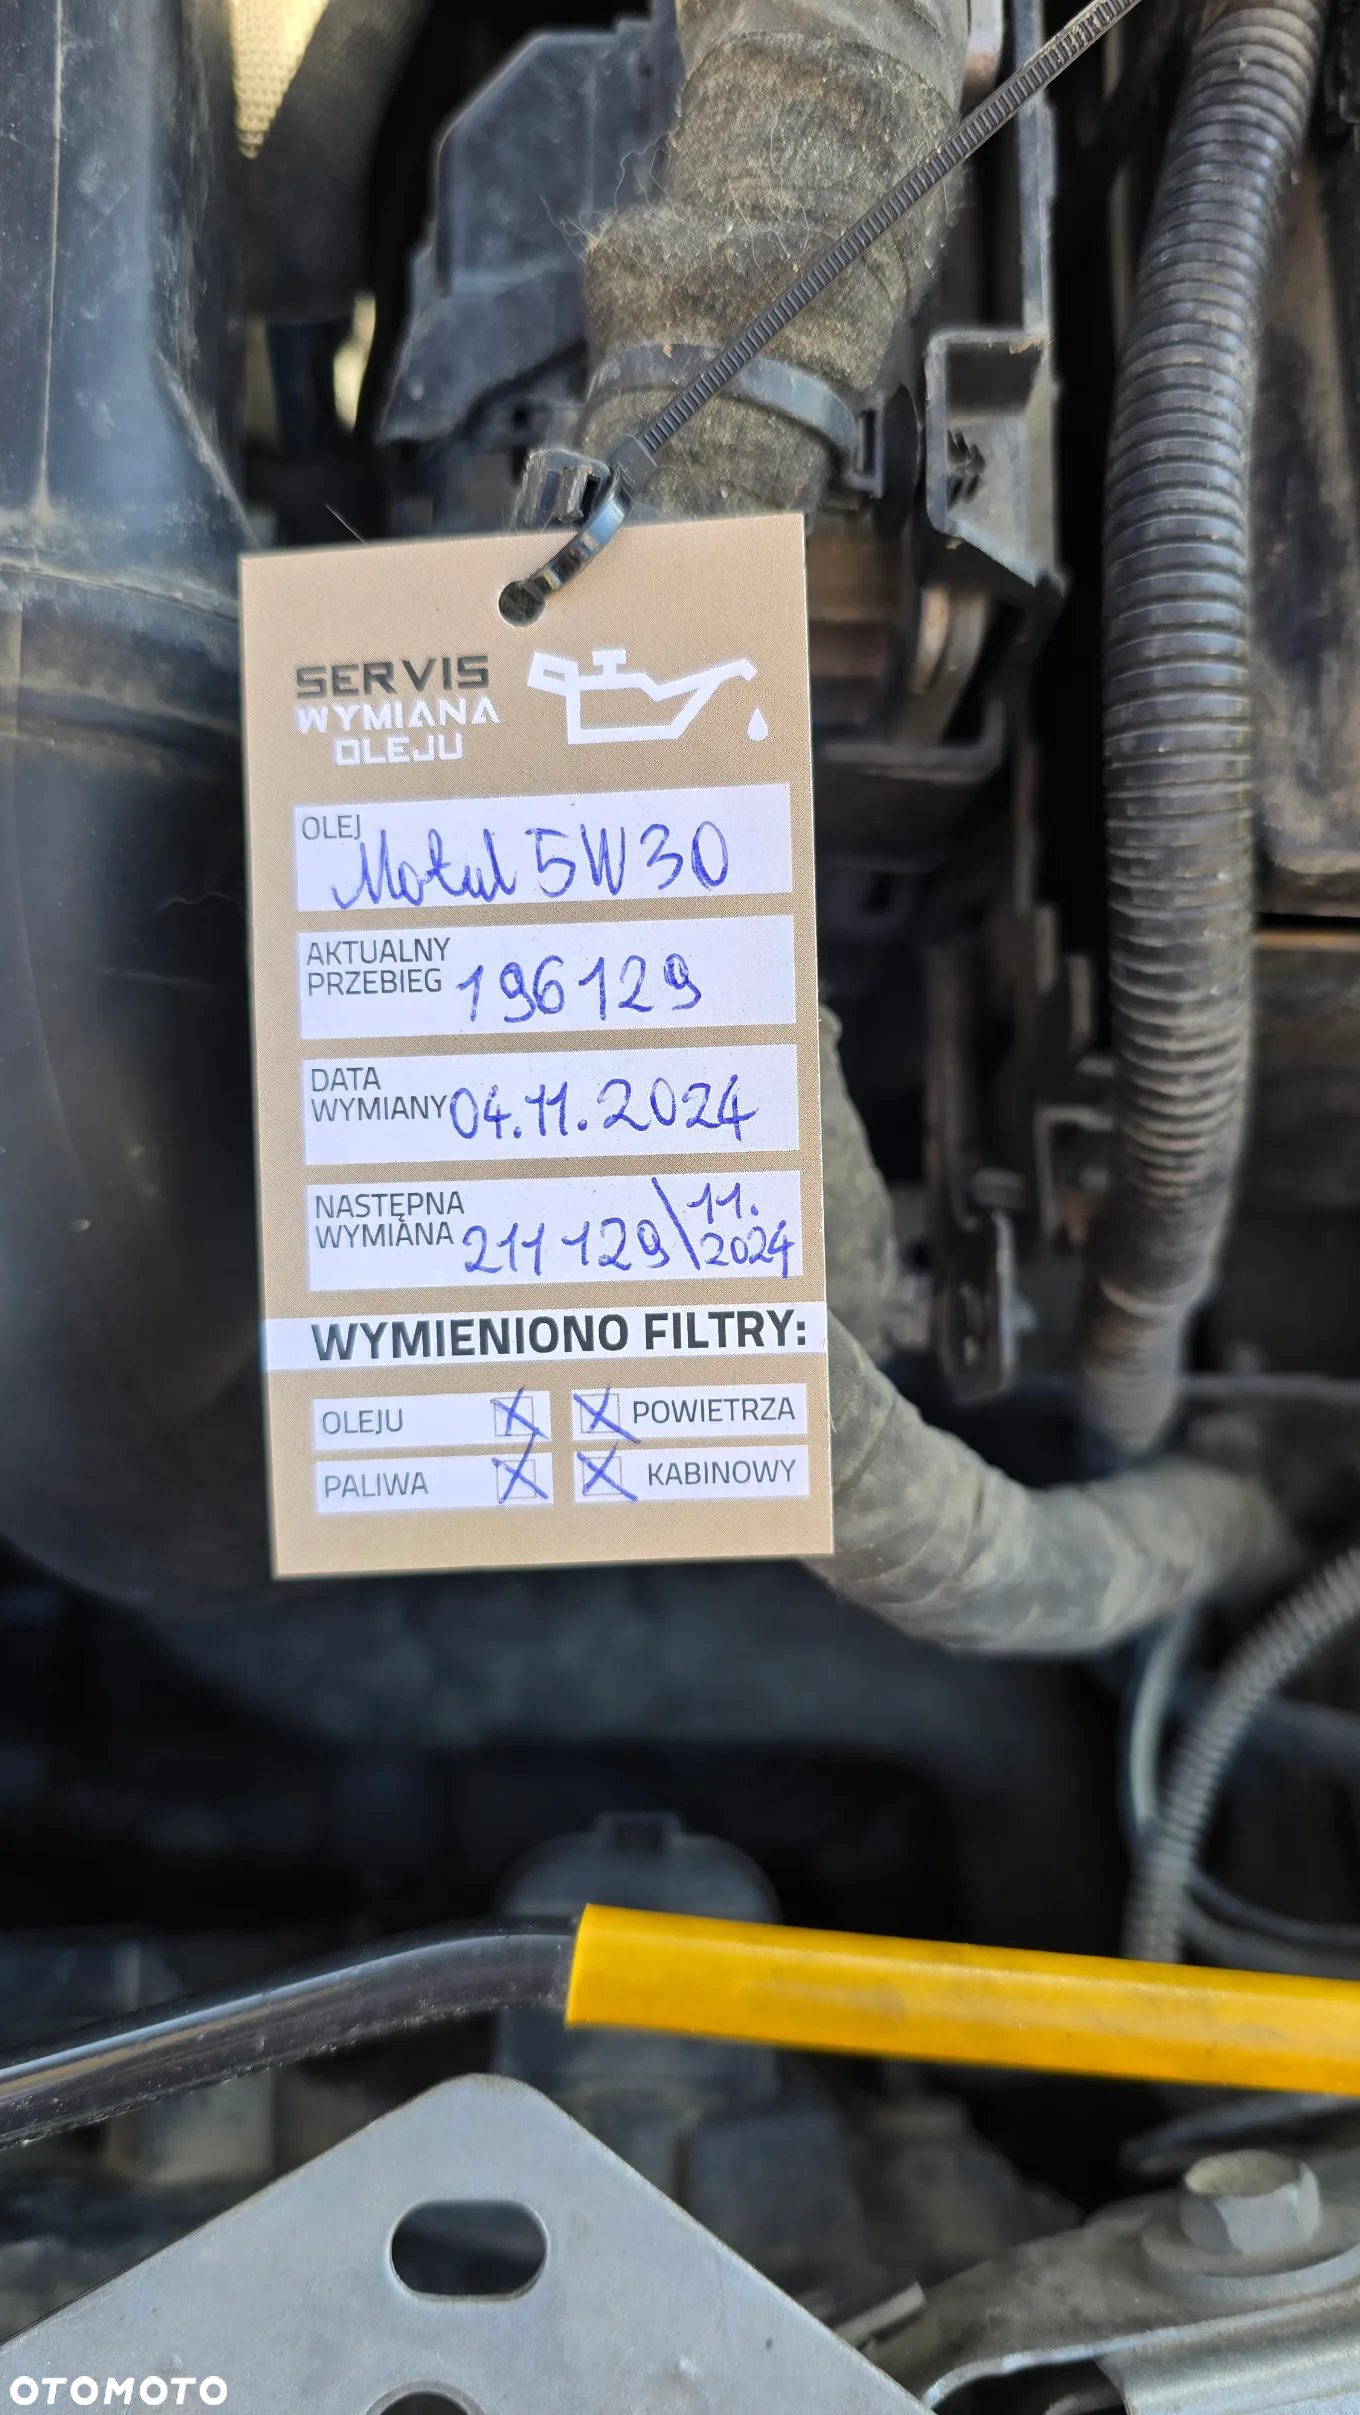 SERVIS
WYMIANA
OLEJU
OLEJ Motul 5W30
AKTUALNY
PRZEBIEG 196129
DATA
WYMIANY 04.11.2024
NASTĘPNA
WYMIANA 211129 \ 11.
2024
WYMIENIONO FILTRY:
OLEJU X X POWIETRZA
PALIWA X X KABINOWY
OTOMOTO